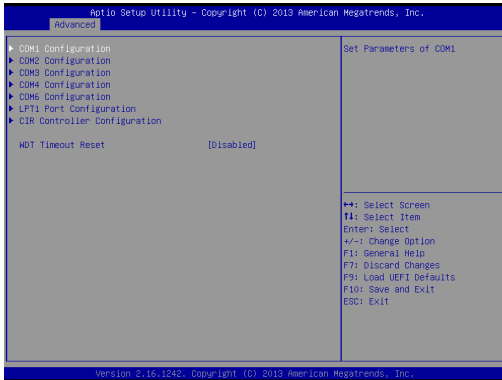 Aptio Setup Utility – Copyright (C) 2013 American Megatrends, Inc.
Advanced
▶ COM1 Configuration
▶ COM2 Configuration
▶ COM3 Configuration
▶ COM4 Configuration
▶ COM6 Configuration
▶ LPT1 Port Configuration
▶ CIR Controller Configuration
WDT Timeout Reset [Disabled]
Set Parameters of COM1
↔: Select Screen
↑↓: Select Item
Enter: Select
+/-: Change Option
F1: General Help
F7: Discard Changes
F9: Load UEFI Defaults
F10: Save and Exit
ESC: Exit
Version 2.16.1242. Copyright (C) 2013 American Megatrends, Inc.